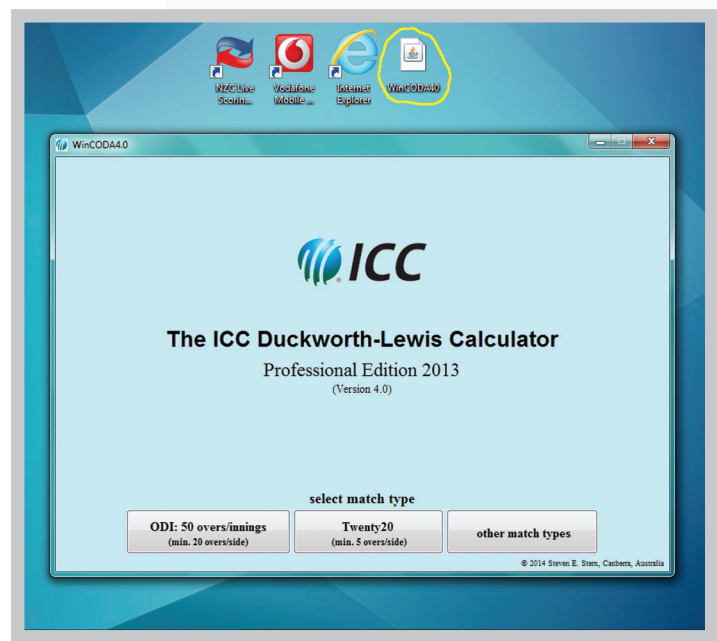 NZC Live Scorin...
Vodafone Mobile ...
Internet Explorer
WinCODA40
WinCODA4.0
ICC
The ICC Duckworth-Lewis Calculator
Professional Edition 2013
(Version 4.0)
select match type
ODI: 50 overs/innings
(min. 20 overs/side)
Twenty20
(min. 5 overs/side)
other match types
© 2014 Steven E. Stern, Canberra, Australia